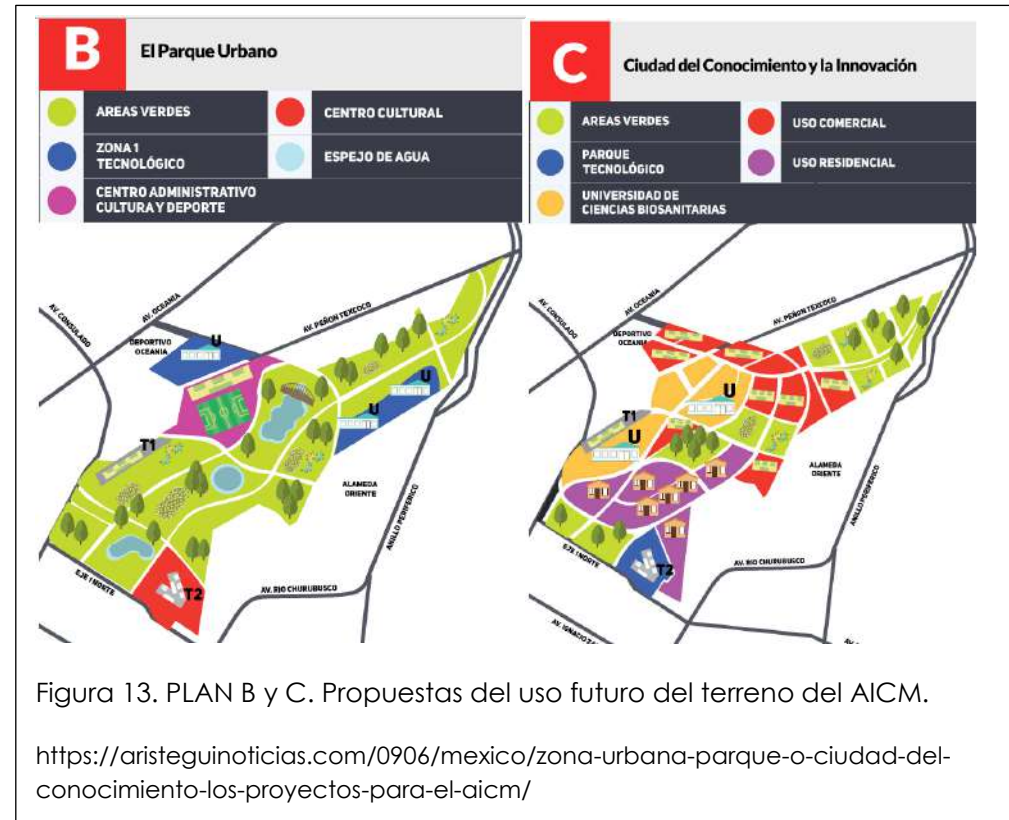 B
El Parque Urbano
AREAS VERDES
CENTRO CULTURAL
ZONA 1
TECNOLÓGICO
ESPEJO DE AGUA
CENTRO ADMINISTRATIVO
CULTURA Y DEPORTE
AV. CONSULADO
AV. OCEANIA
DEPORTIVO
OCEANIA
AV. PEÑON TEXCOCO
U
U
T1
ALAMEDA
ORIENTE
ANILLO PERIFERICO
EJE 1 NORTE
T2
AV. RIO CHURUBUSCO
C
Ciudad del Conocimiento y la Innovación
AREAS VERDES
USO COMERCIAL
PARQUE
TECNOLÓGICO
USO RESIDENCIAL
UNIVERSIDAD DE
CIENCIAS BIOSANITARIAS
AV. CONSULADO
AV. OCEANIA
DEPORTIVO
OCEANIA
AV. PEÑON TEXCOCO
T1
U
U
ALAMEDA
ORIENTE
ANILLO PERIFERICO
EJE 1 NORTE
T2
AV. RIO CHURUBUSCO
AV. IGNACIO
Figura 13. PLAN B y C. Propuestas del uso futuro del terreno del AICM.
https://aristeguinoticias.com/0906/mexico/zona-urbana-parque-o-ciudad-del-
conocimiento-los-proyectos-para-el-aicm/